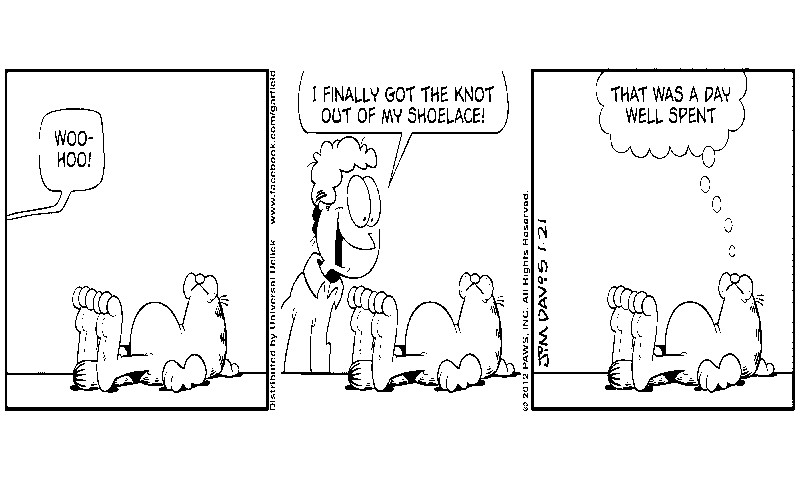 WOO-
HOO!
Distributed by Universal Uclick www.facebook.com/garfield
I FINALLY GOT THE KNOT
OUT OF MY SHOELACE!
© 2012 PAWS, INC. All Rights Reserved.
JIM DAVIS 1·21
THAT WAS A DAY
WELL SPENT